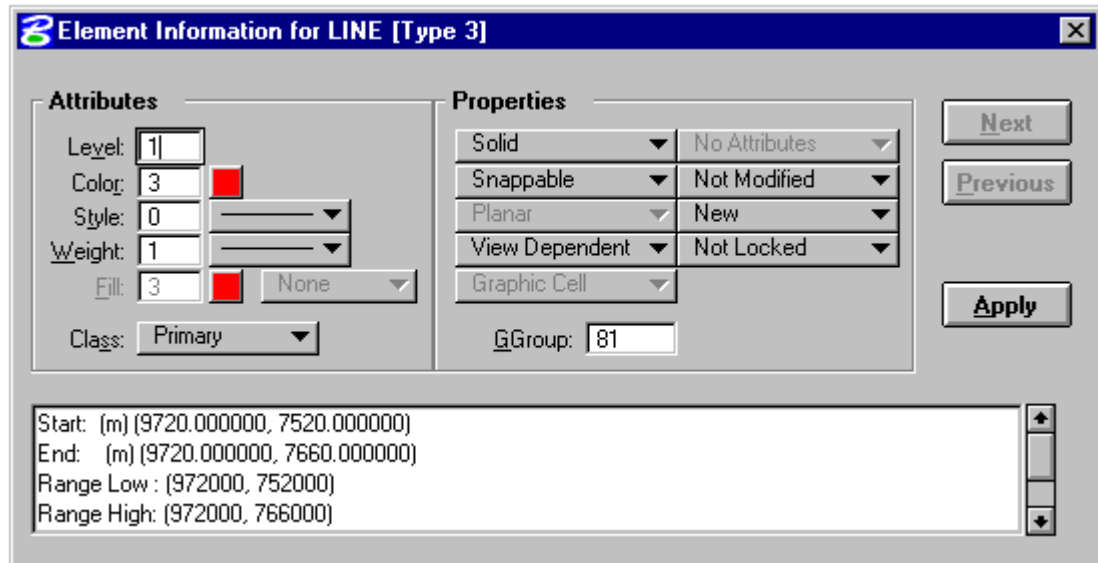 Element Information for LINE [Type 3]
Attributes
Level: 1
Color: 3
Style: 0
Weight: 1
Fill: 3 None
Class: Primary
Properties
Solid No Attributes
Snappable Not Modified
Planar New
View Dependent Not Locked
Graphic Cell
GGroup: 81
Next
Previous
Apply
Start: (m) (9720.000000, 7520.000000)
End: (m) (9720.000000, 7660.000000)
Range Low : (972000, 752000)
Range High: (972000, 766000)